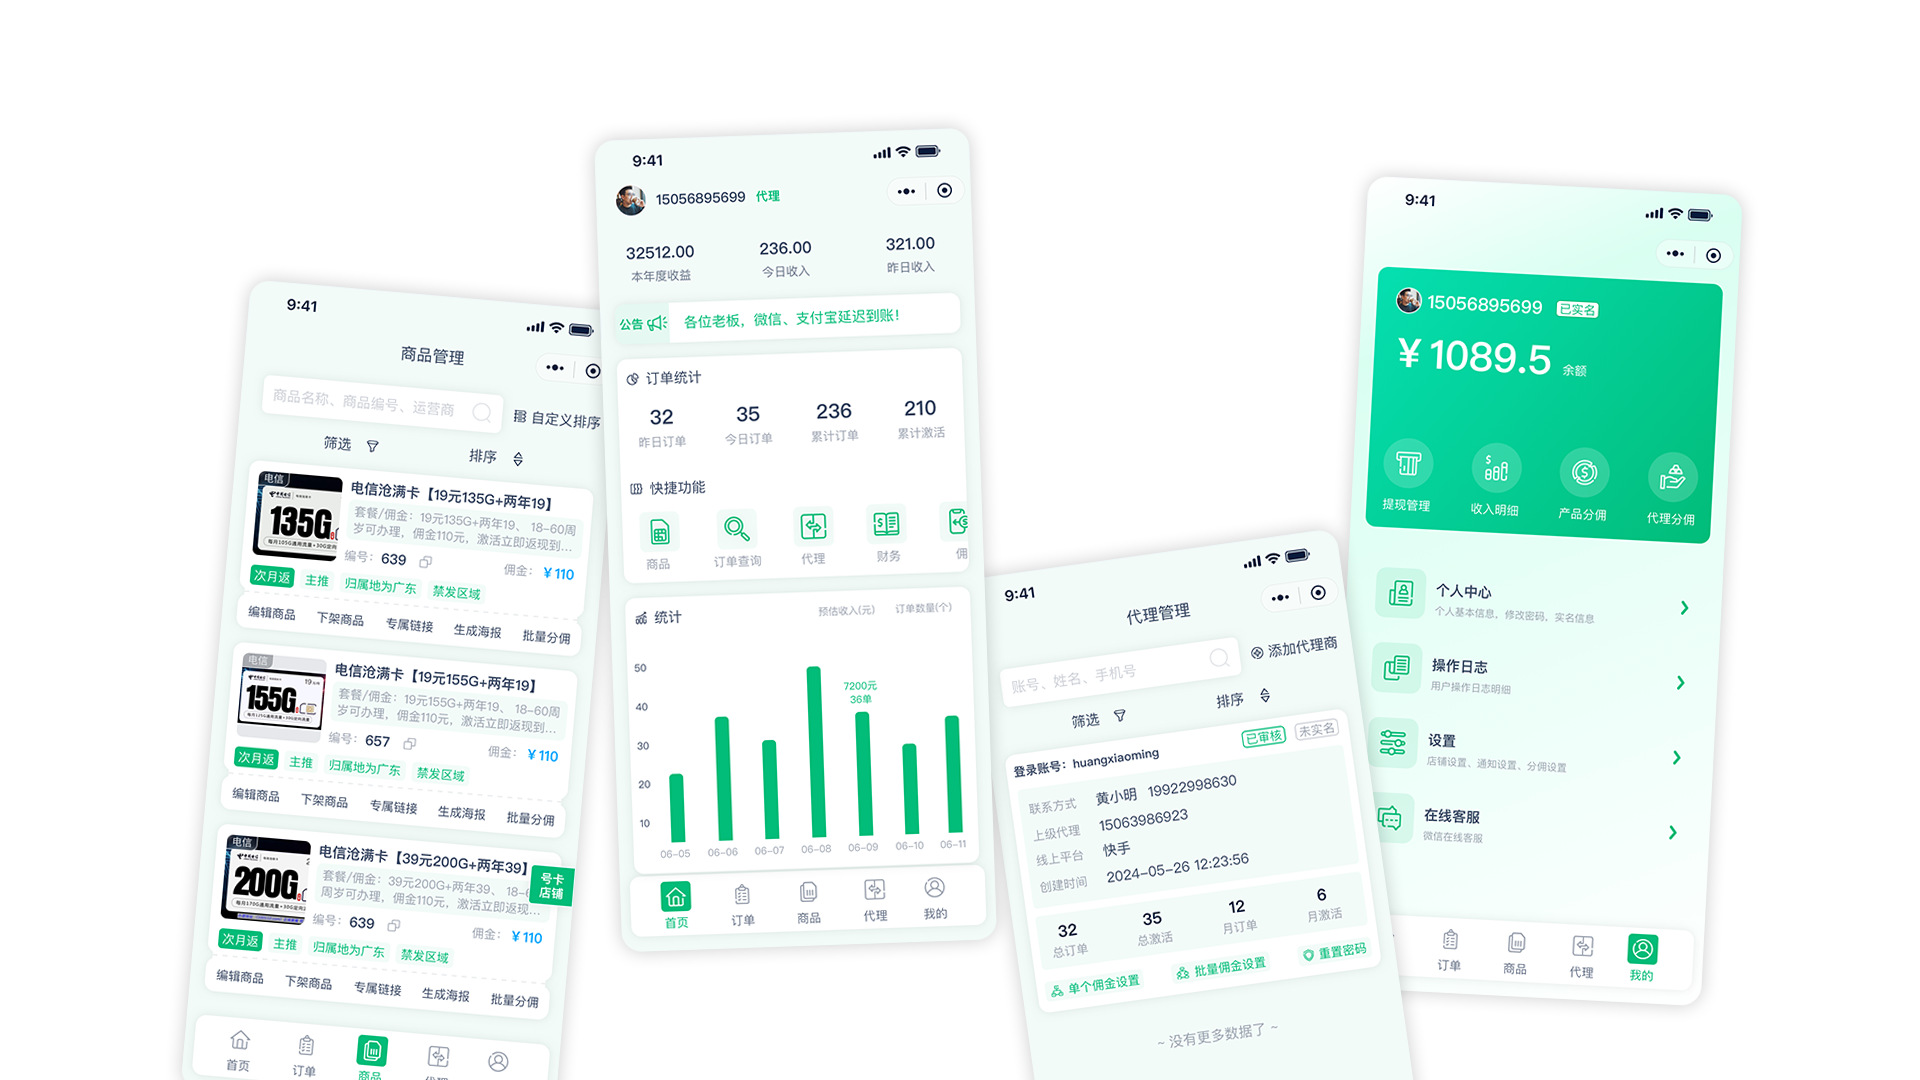 9:41
商品管理
商品名称、商品编号、运营商
自定义排序
筛选
排序
电信
135G
每月105G通用流量+30G定向
电信沧满卡【19元135G+两年19】
套餐/佣金：19元135G+两年19、18-60周
岁可办理，佣金110元，激活立即返现到...
编号：639
佣金：¥110
次月返 主推 归属地为广东 禁发区域
编辑商品 下架商品 专属链接 生成海报 批量分佣
电信
155G
电信沧满卡【19元155G+两年19】
套餐/佣金：19元155G+两年19、18-60周
岁可办理，佣金110元，激活立即返现到...
编号：657
佣金：¥110
次月返 主推 归属地为广东 禁发区域
编辑商品 下架商品 专属链接 生成海报 批量分佣
电信
200G
电信沧满卡【39元200G+两年39】
套餐/佣金：39元200G+两年39、18-6
周岁可办理，佣金110元，激活立即返现...
号卡
店铺
编号：639
佣金：¥110
次月返 主推 归属地为广东 禁发区域
编辑商品 下架商品 专属链接 生成海报 批量分佣
首页 订单 商品 代理
9:41
15056895699 代理
32512.00 236.00 321.00
本年度收益 今日收入 昨日收入
公告 各位老板，微信、支付宝延迟到账！
订单统计
32 35 236 210
昨日订单 今日订单 累计订单 累计激活
快捷功能
商品 订单查询 代理 财务 佣
统计
预估收入(元) 订单数量(个)
50
40
30
20
10
7200元
36单
06-05 06-06 06-07 06-08 06-09 06-10 06-11
首页 订单 商品 代理 我的
9:41
代理管理
账号、姓名、手机号
添加代理商
筛选
排序
登录账号：huangxiaoming
已审核 未实名
联系方式 黄小明 19922998630
上级代理 15063986923
线上平台 快手
创建时间 2024-05-26 12:23:56
32 35 12 6
总订单 总激活 月订单 月激活
单个佣金设置 批量佣金设置 重置密码
~ 没有更多数据了 ~
9:41
15056895699 已实名
¥1089.5 余额
提现管理 收入明细 产品分佣 代理分佣
个人中心
个人基本信息，修改密码，实名信息
操作日志
用户操作日志明细
设置
店铺设置、通知设置、分佣设置
在线客服
微信在线客服
订单 商品 代理 我的